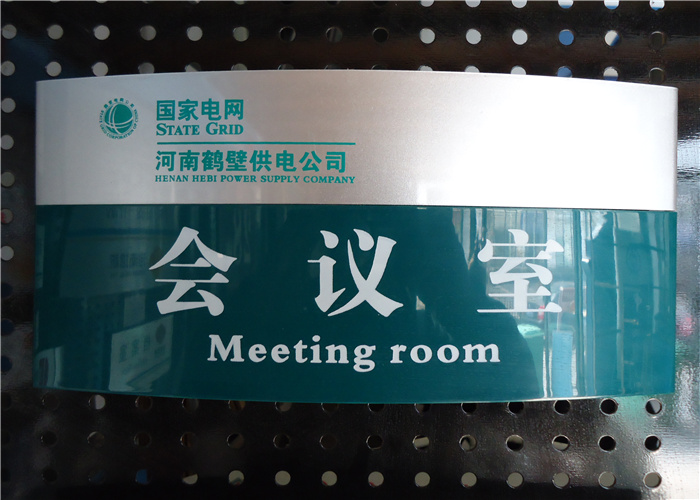 国家电网
STATE GRID
河南鹤壁供电公司
HENAN HEBI POWER SUPPLY COMPANY
会议室
Meeting room